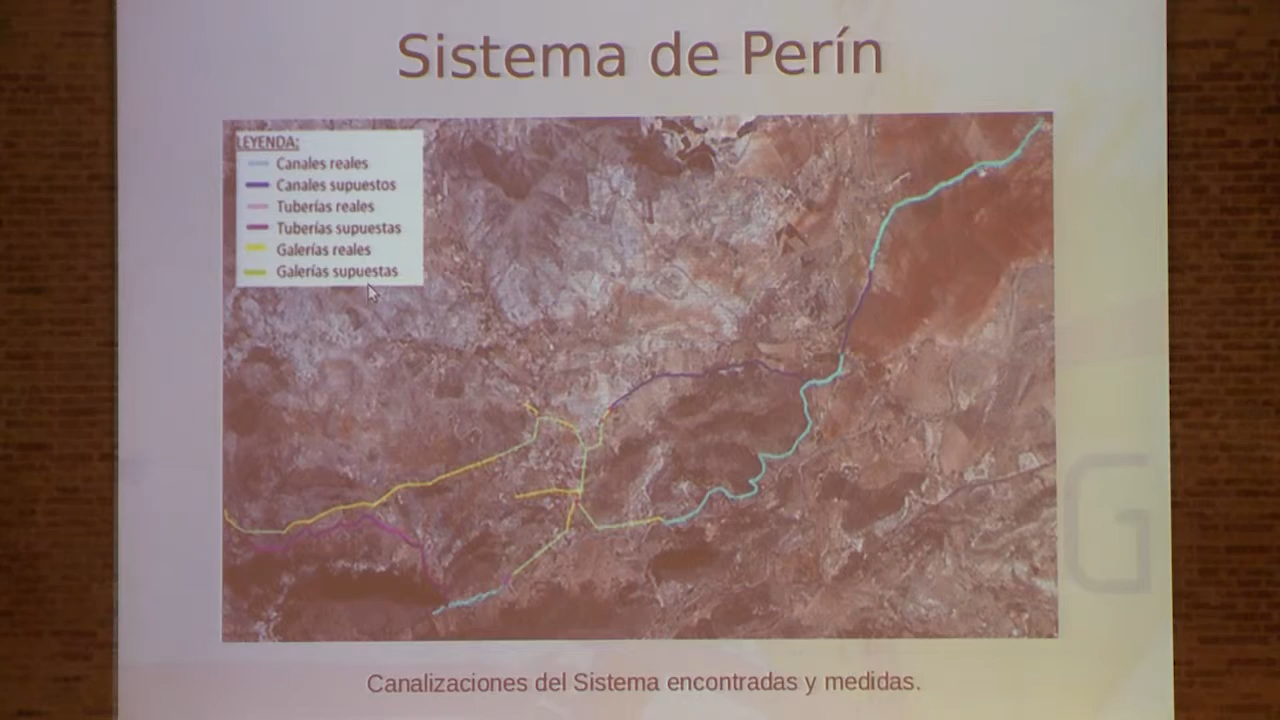 Sistema de Perín
LEYENDA:
Canales reales
Canales supuestos
Tuberías reales
Tuberías supuestas
Galerías reales
Galerías supuestas
G
Canalizaciones del Sistema encontradas y medidas.